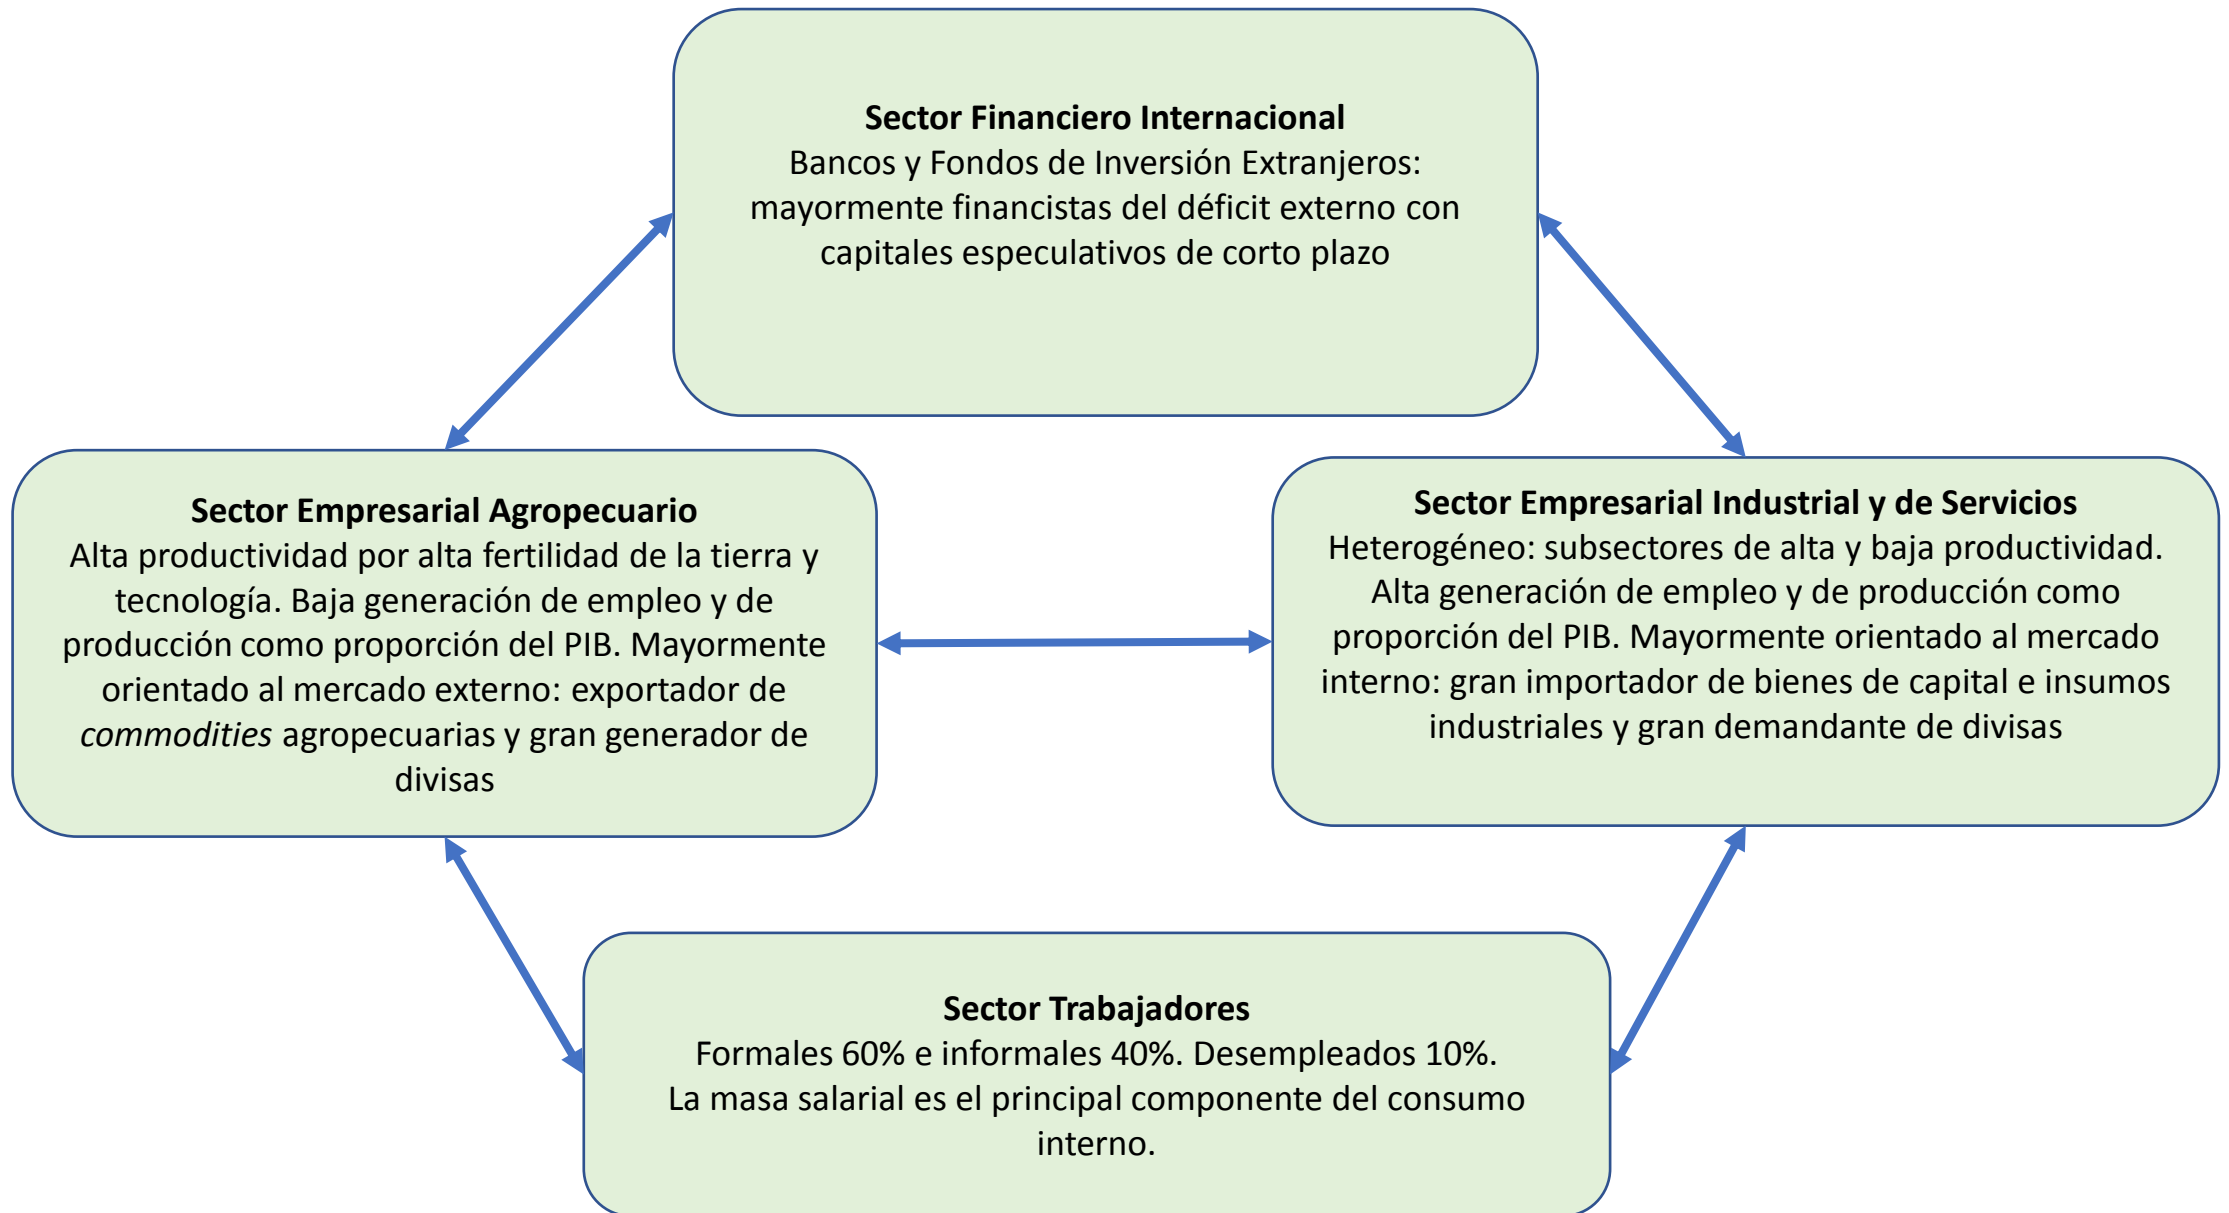 Sector Financiero Internacional
Bancos y Fondos de Inversión Extranjeros:
mayormente financistas del déficit externo con
capitales especulativos de corto plazo
Sector Empresarial Agropecuario
Alta productividad por alta fertilidad de la tierra y
tecnología. Baja generación de empleo y de
producción como proporción del PIB. Mayormente
orientado al mercado externo: exportador de
commodities agropecuarias y gran generador de
divisas
Sector Empresarial Industrial y de Servicios
Heterogéneo: subsectores de alta y baja productividad.
Alta generación de empleo y de producción como
proporción del PIB. Mayormente orientado al mercado
interno: gran importador de bienes de capital e insumos
industriales y gran demandante de divisas
Sector Trabajadores
Formales 60% e informales 40%. Desempleados 10%.
La masa salarial es el principal componente del consumo
interno.